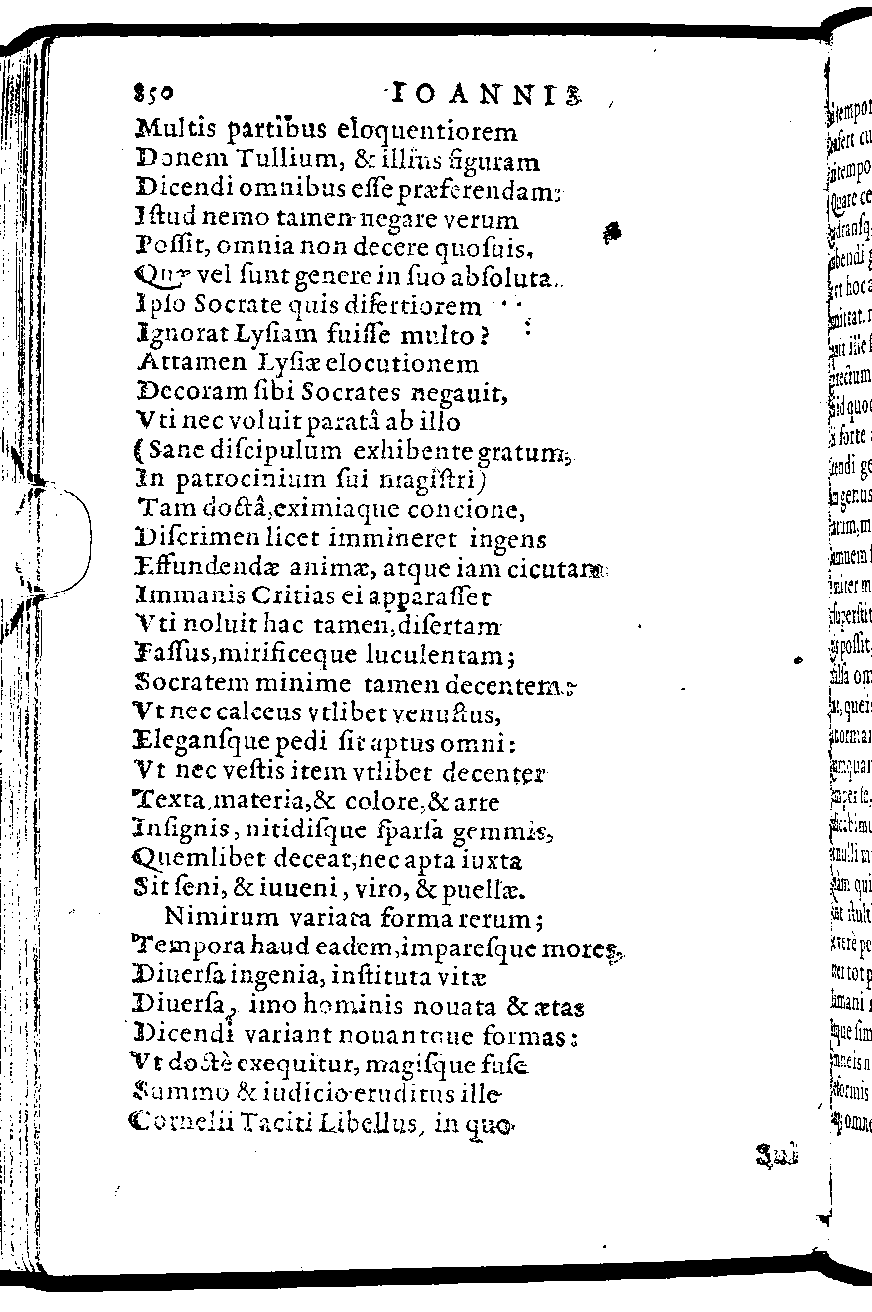 850 IOANNIS
Multis partibus eloquentiorem
Donem Tullium, & illius figuram
Dicendi omnibus eſſe præferendam:
Iſtud nemo tamen negare verum
Poſſit, omnia non decere quoſuis,
Quæ vel ſunt genere in ſuo abſoluta.
Ipſo Socrate quis diſertiorem
Ignorat Lyſiam fuiſſe multo?
Attamen Lyſiæ elocutionem
Decoram ſibi Socrates negauit,
Vti nec voluit paratâ ab illo
(Sane diſcipulum exhibente gratum,
In patrocinium ſui magiſtri)
Tam doctâ, eximiaque concione,
Diſcrimen licet immineret ingens
Effundendæ animæ, atque iam cicutam
Immanis Critias ei apparaſſet
Vti noluit hac tamen, diſertam
Faſſus, mirificeque luculentam;
Socratem minime tamen decentem:
Vt nec calceus vtlibet venuſtus,
Eleganſque pedi ſit aptus omni:
Vt nec veſtis item vtlibet decenter
Texta, materia, & colore, & arte
Inſignis, nitidiſque ſparſa gemmis,
Quemlibet deceat, nec apta iuxta
Sit ſeni, & iuueni, viro, & puellæ.
Nimirum variata forma rerum;
Tempora haud eadem, impareſque mores,
Diuerſa ingenia, inſtituta vitæ
Diuerſa, imo hominis nouata & ætas
Dicendi variant nouantque formas:
Vt doctè exequitur, magiſque fuſe
Summo & iudicio eruditus ille
Cornelii Taciti Libellus, in quo